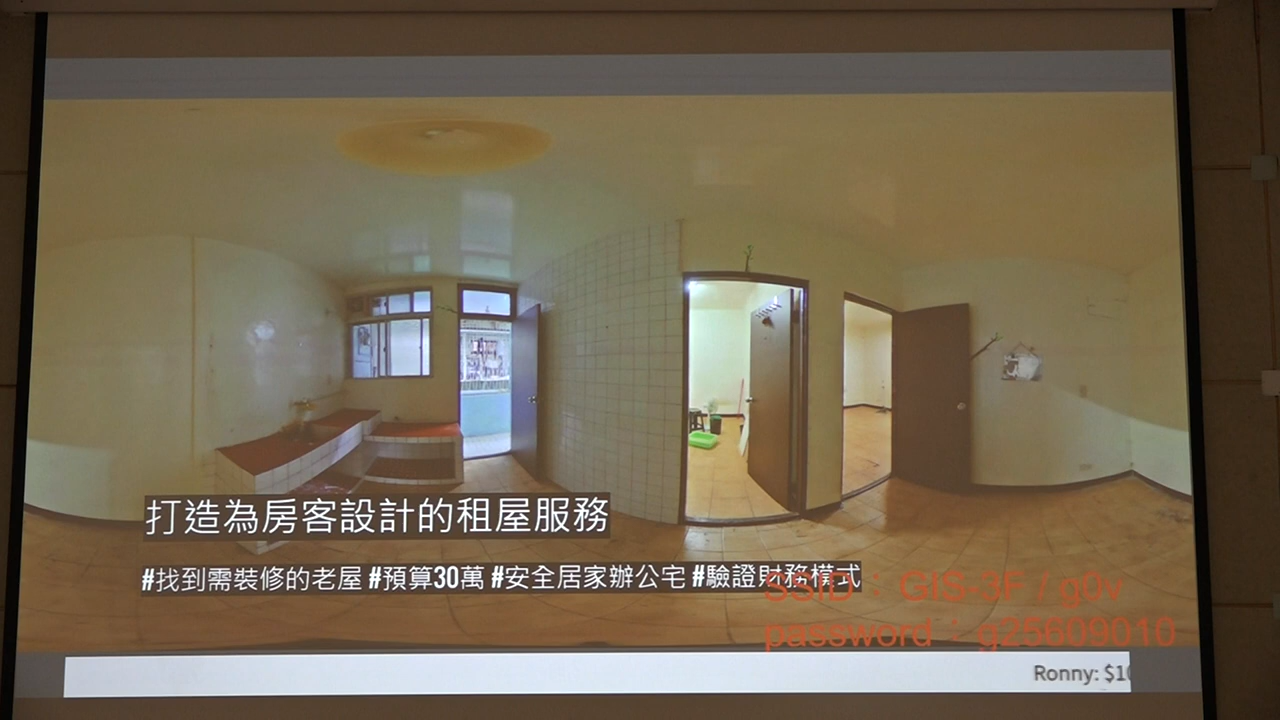 打造為房客設計的租屋服務
#找到需裝修的老屋 #預算30萬 #安全居家辦公宅 #驗證財務模式
SSID：GIS-3F / g0v
password：g25609010
Ronny: $10